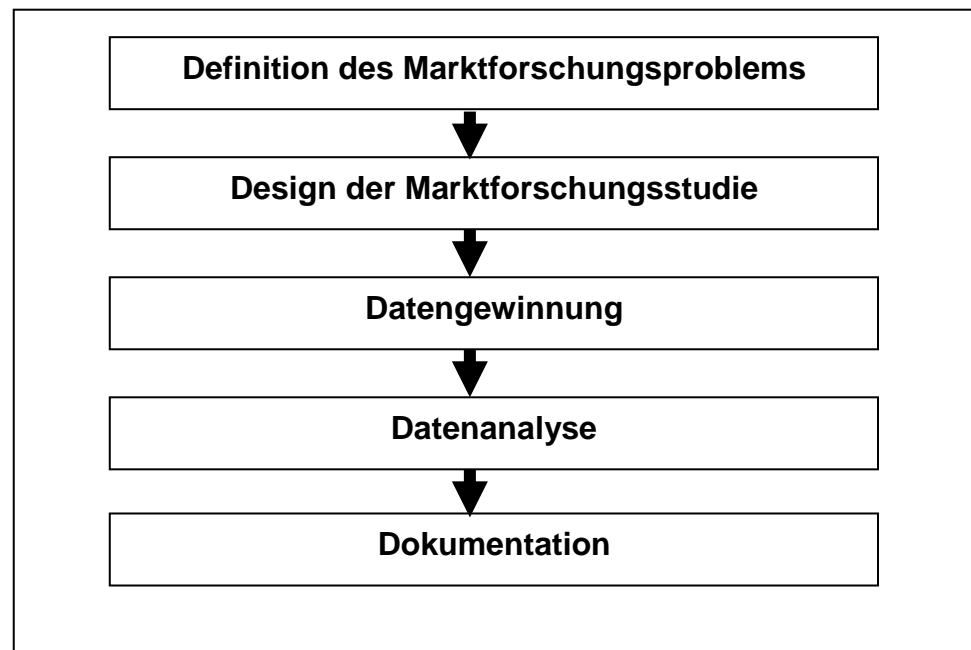 Definition des Marktforschungsproblems
Design der Marktforschungsstudie
Datengewinnung
Datenanalyse
Dokumentation